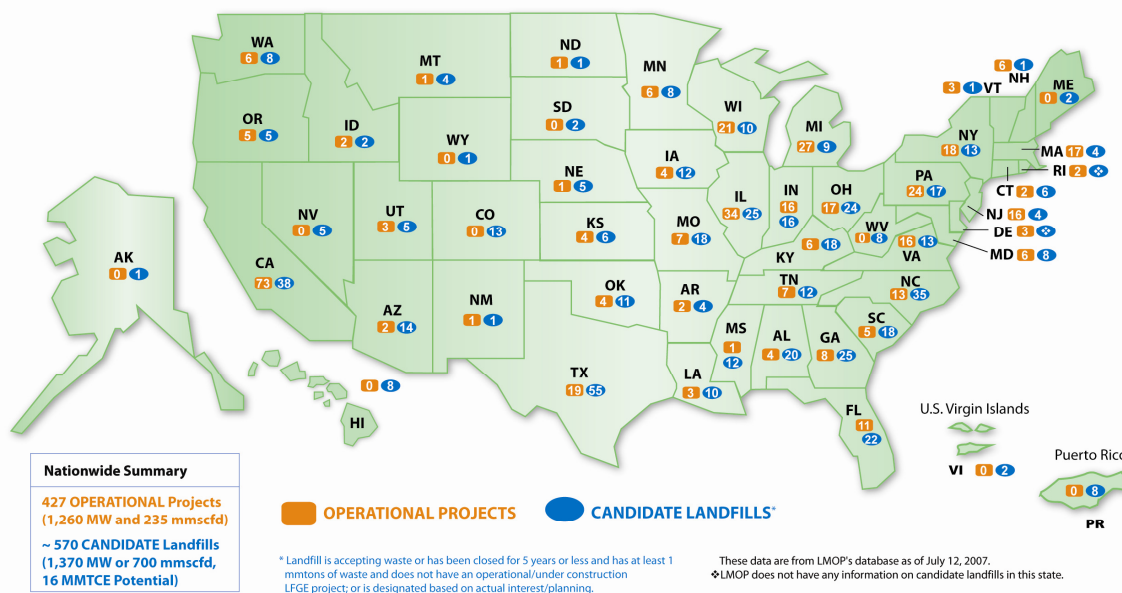 WA
6 8
OR
5 5
CA
73 38
NV
0 5
ID
2 2
MT
1 4
WY
0 1
UT
3 5
CO
0 13
AZ
2 14
NM
1 1
ND
1 1
SD
0 2
NE
1 5
KS
4 6
OK
4 11
TX
19 55
MN
6 8
IA
4 12
MO
7 18
AR
2 4
LA
3 10
WI
21 10
IL
34 25
MI
27 9
IN
16
16
OH
17 24
KY
6 18
TN
7 12
MS
1
12
AL
4 20
GA
8 25
FL
11
22
SC
5 18
NC
13 35
VA
16 13
WV
0 8
PA
24 17
NY
18 13
VT
3 1
NH
6 1
ME
0 2
MA 17 4
RI 2 ❖
CT 2 6
NJ 16 4
DE 3 ❖
MD 6 8
AK
0 1
HI
0 8
U.S. Virgin Islands
VI 0 2
Puerto Rico
0 8
PR
Nationwide Summary
427 OPERATIONAL Projects
(1,260 MW and 235 mmscfd)
~ 570 CANDIDATE Landfills
(1,370 MW or 700 mmscfd,
16 MMTCE Potential)
OPERATIONAL PROJECTS
CANDIDATE LANDFILLS*
* Landfill is accepting waste or has been closed for 5 years or less and has at least 1
mmtons of waste and does not have an operational/under construction
LFGE project; or is designated based on actual interest/planning.
These data are from LMOP's database as of July 12, 2007.
❖LMOP does not have any information on candidate landfills in this state.